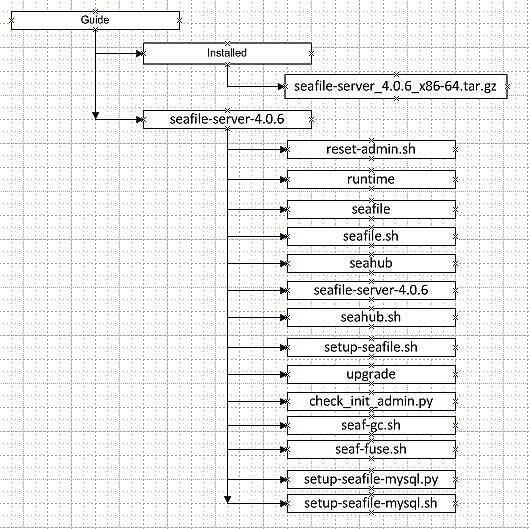 Guide
Installed
seafile-server_4.0.6_x86-64.tar.gz
seafile-server-4.0.6
reset-admin.sh
runtime
seafile
seafile.sh
seahub
seafile-server-4.0.6
seahub.sh
setup-seafile.sh
upgrade
check_init_admin.py
seaf-gc.sh
seaf-fuse.sh
setup-seafile-mysql.py
setup-seafile-mysql.sh